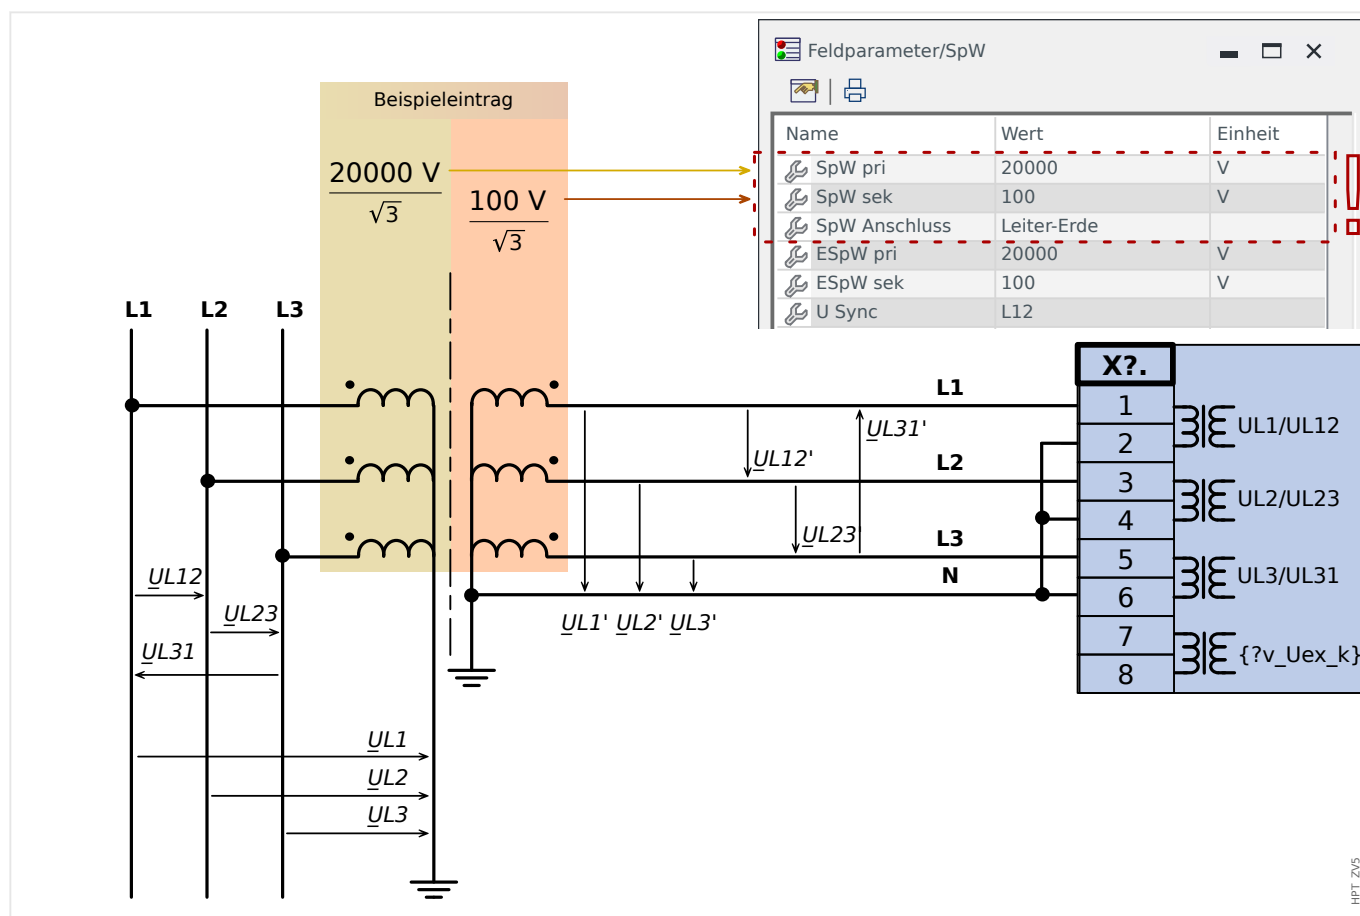 Feldparameter/SpW
Beispieleintrag
Name Wert Einheit
20000 V
√3
100 V
√3
SpW pri 20000 V
SpW sek 100 V
SpW Anschluss Leiter-Erde
ESpW pri 20000 V
ESpW sek 100 V
U Sync L12
L1 L2 L3
X?.
L1
L2
L3
N
UL31'
UL12'
UL23'
UL1' UL2' UL3'
1
2
3
4
5
6
7
8
UL1/UL12
UL2/UL23
UL3/UL31
{?v_Uex_k}
UL12
UL23
UL31
UL1
UL2
UL3
HPT_ZV5